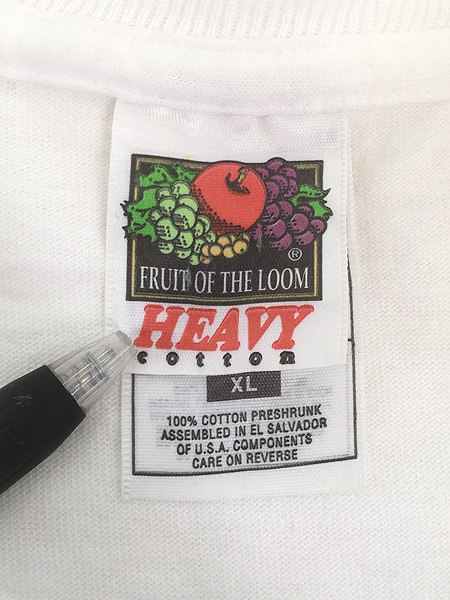 ®
FRUIT OF THE LOOM
HEAVY
cotton
XL
100% COTTON PRESHRUNK
ASSEMBLED IN EL SALVADOR
OF U.S.A. COMPONENTS
CARE ON REVERSE